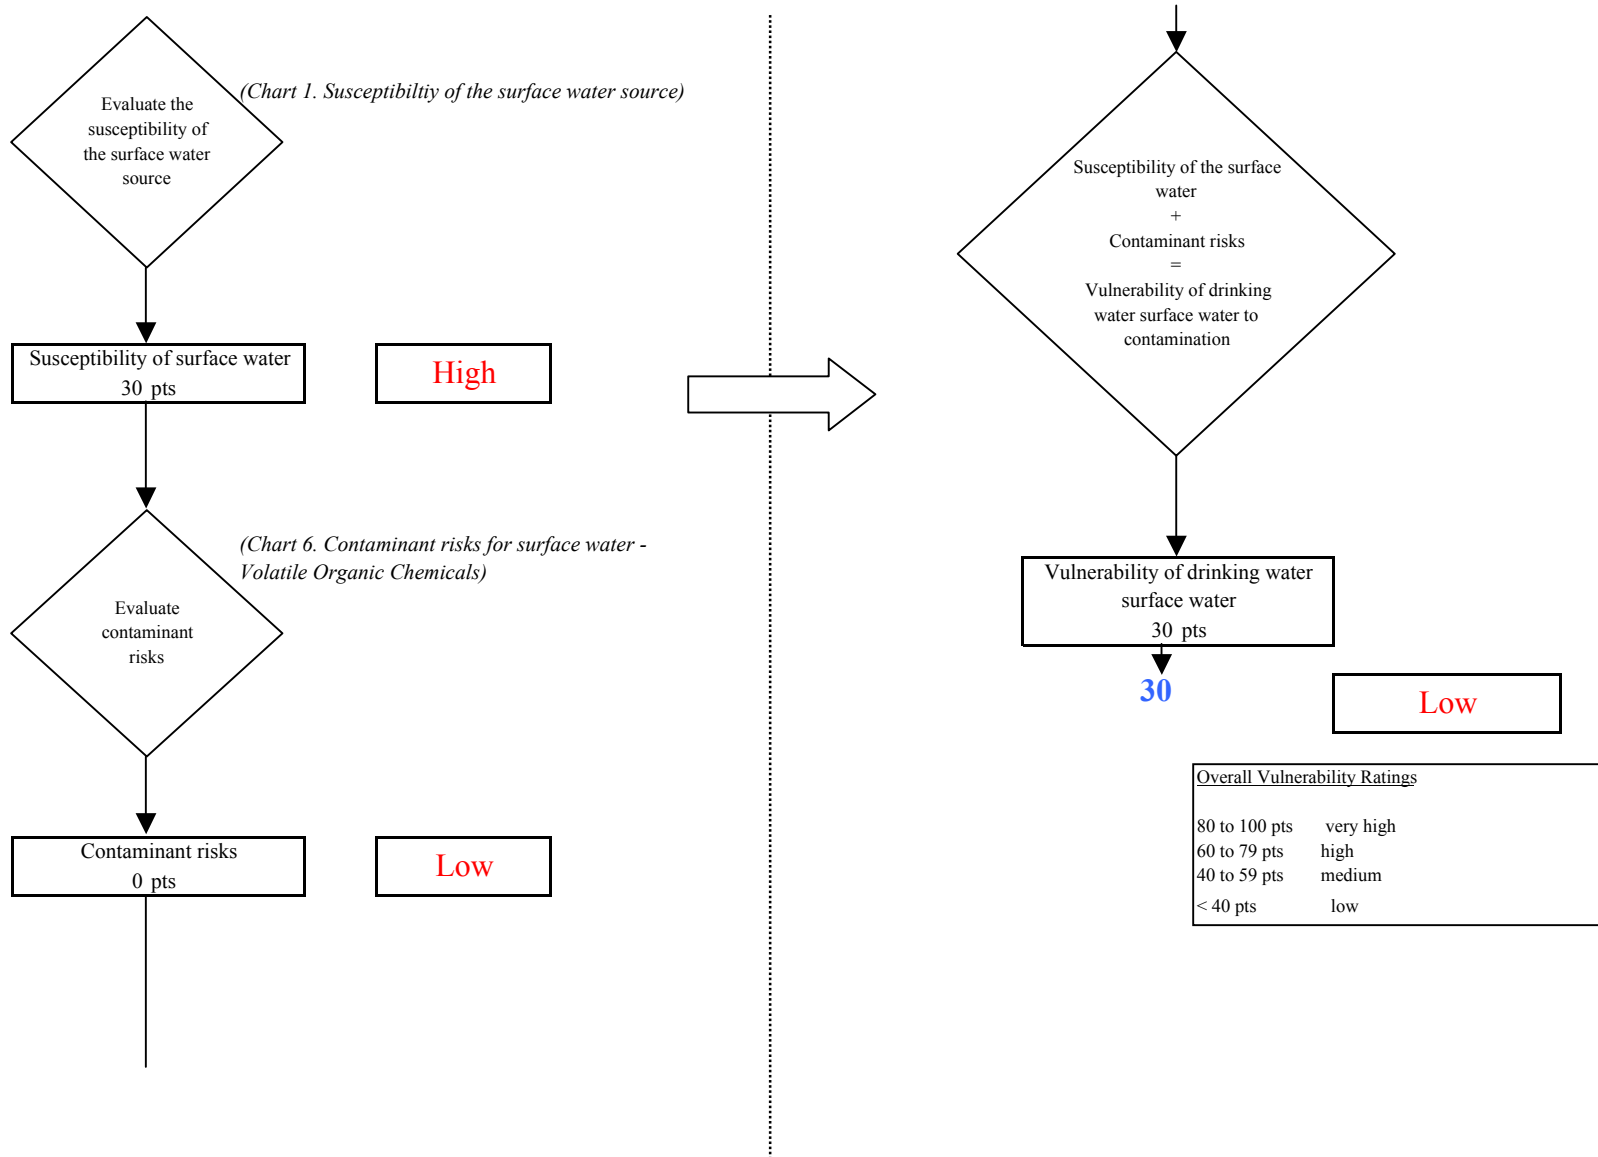 Evaluate the
susceptibility of
the surface water
source
(Chart 1. Susceptibiltiy of the surface water source)
Susceptibility of surface water
30 pts
High
(Chart 6. Contaminant risks for surface water -
Volatile Organic Chemicals)
Evaluate
contaminant
risks
Contaminant risks
0 pts
Low
Susceptibility of the surface
water
+
Contaminant risks
=
Vulnerability of drinking
water surface water to
contamination
Vulnerability of drinking water
surface water
30 pts
30
Low
Overall Vulnerability Ratings
80 to 100 pts very high
60 to 79 pts high
40 to 59 pts medium
< 40 pts low